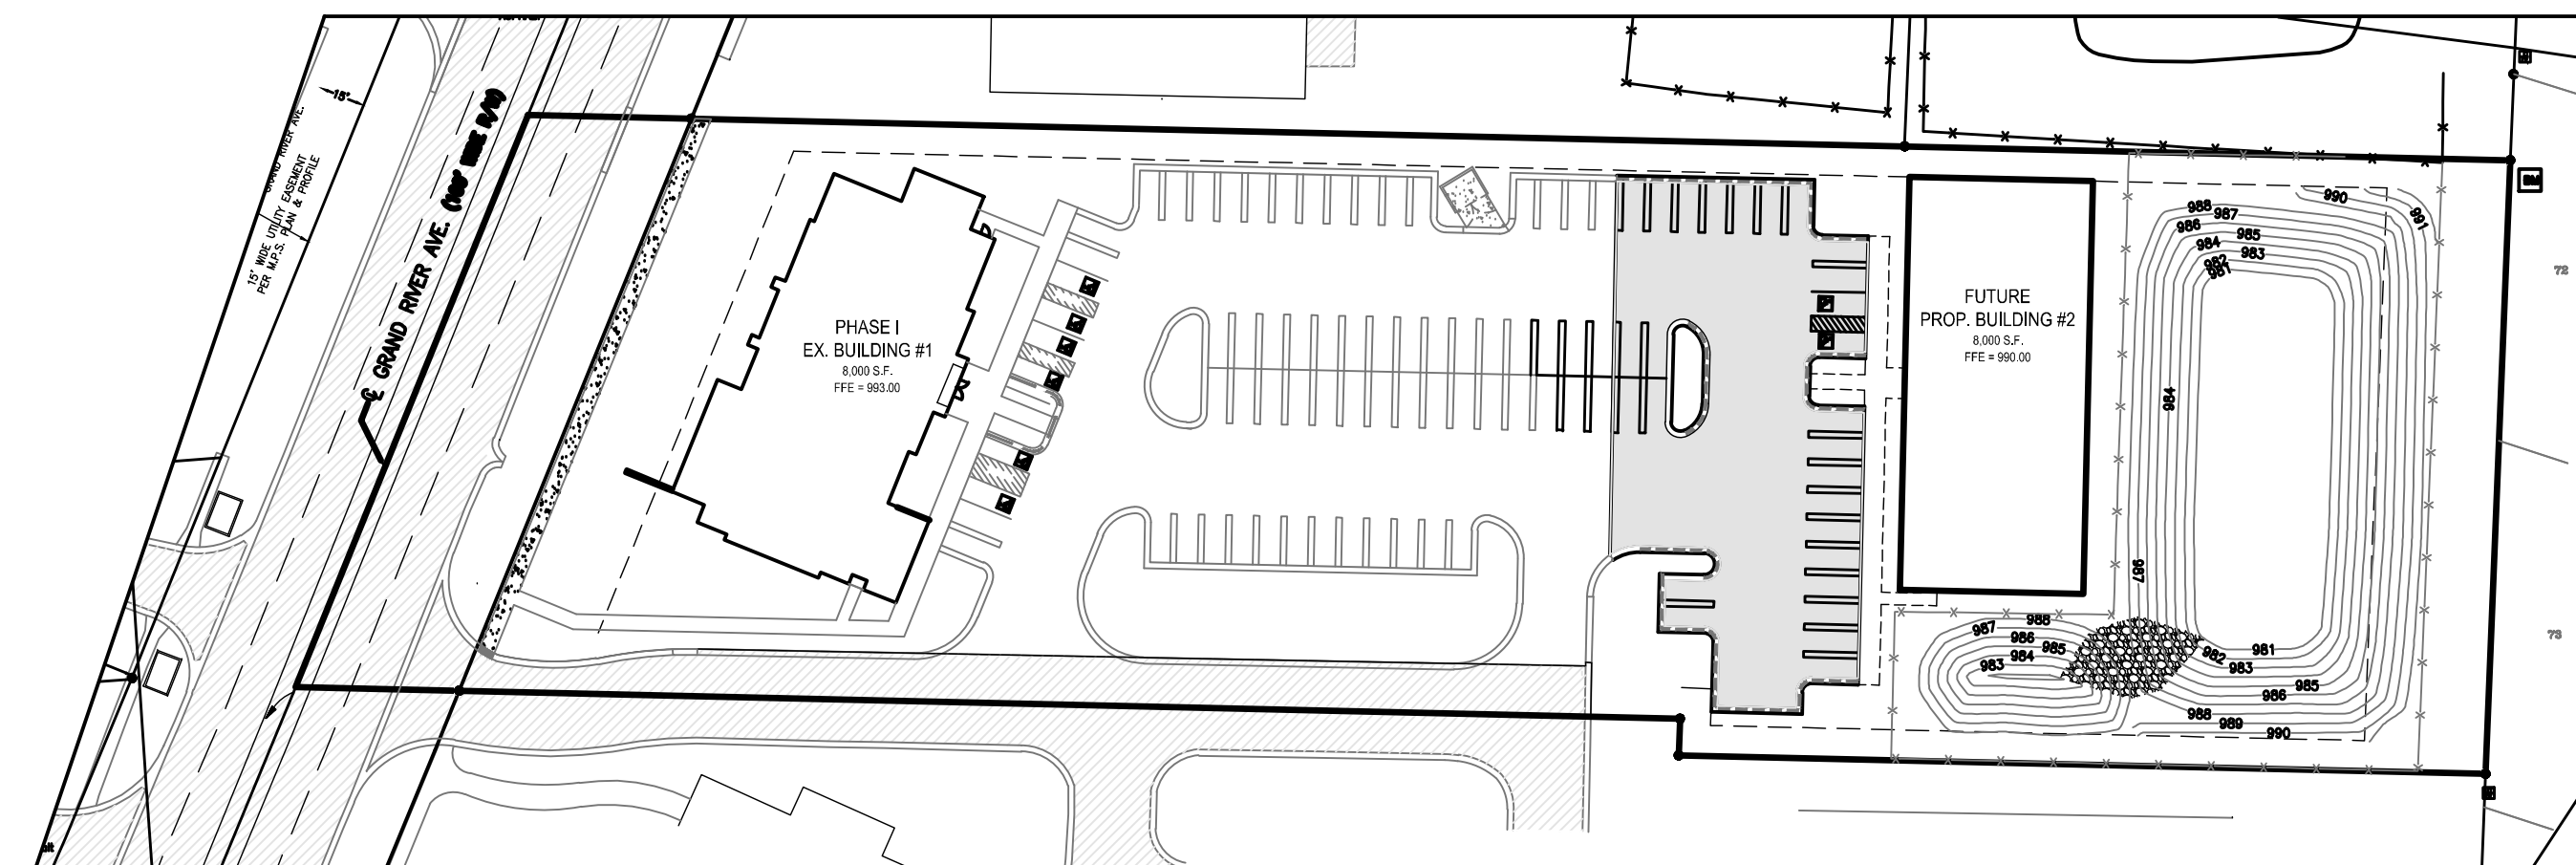 15'
GRAND RIVER AVE.
15' WIDE UTILITY EASEMENT
PER M.P.S. PLAN & PROFILE
℄ GRAND RIVER AVE. (100' WIDE R/W)
PHASE I
EX. BUILDING #1
8,000 S.F.
FFE = 993.00
FUTURE
PROP. BUILDING #2
8,000 S.F.
FFE = 990.00
BM
990
991
988
987
986
985
984
983
982
981
984
987
72
73
988
987
986
985
984
983
982
981
983
985
986
988
989
990